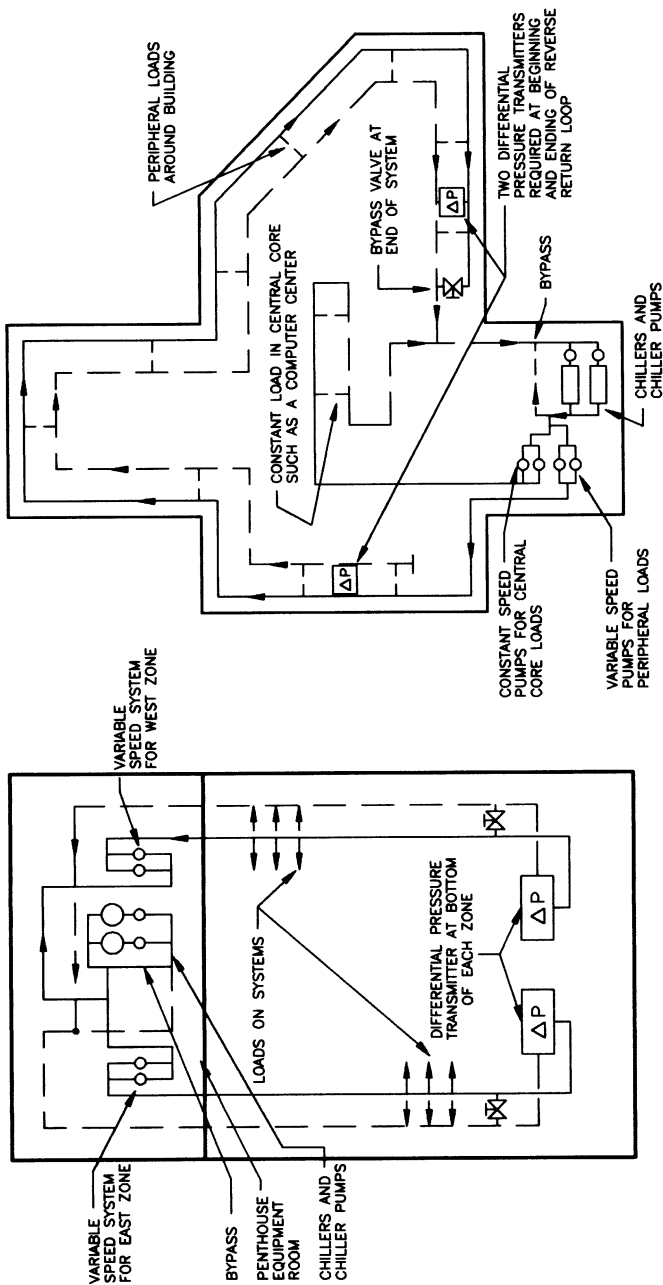 VARIABLE
SPEED SYSTEM
FOR EAST ZONE
BYPASS
PENTHOUSE
EQUIPMENT
ROOM
CHILLERS AND
CHILLER PUMPS
VARIABLE
SPEED SYSTEM
FOR WEST ZONE
LOADS ON SYSTEMS
DIFFERENTIAL PRESSURE
TRANSMITTER AT BOTTOM
OF EACH ZONE
ΔP
ΔP
PERIPHERAL LOADS
AROUND BUILDING
CONSTANT LOAD IN CENTRAL CORE
SUCH AS A COMPUTER CENTER
BYPASS VALVE AT
END OF SYSTEM
ΔP
ΔP
TWO DIFFERENTIAL
PRESSURE TRANSMITTERS
REQUIRED AT BEGINNING
AND ENDING OF REVERSE
RETURN LOOP
BYPASS
CONSTANT SPEED
PUMPS FOR CENTRAL
CORE LOADS
VARIABLE SPEED
PUMPS FOR
PERIPHERAL LOADS
CHILLERS AND
CHILLER PUMPS